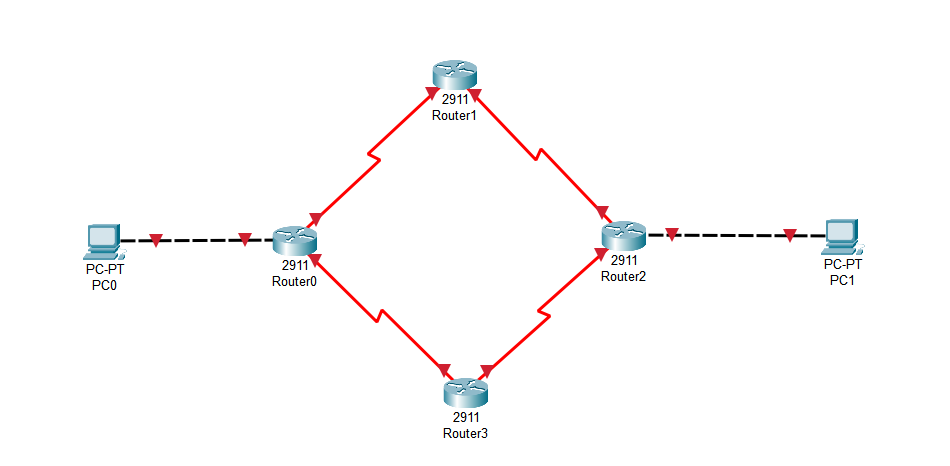 2911
Router1
PC-PT
PC0
2911
Router0
2911
Router2
PC-PT
PC1
2911
Router3